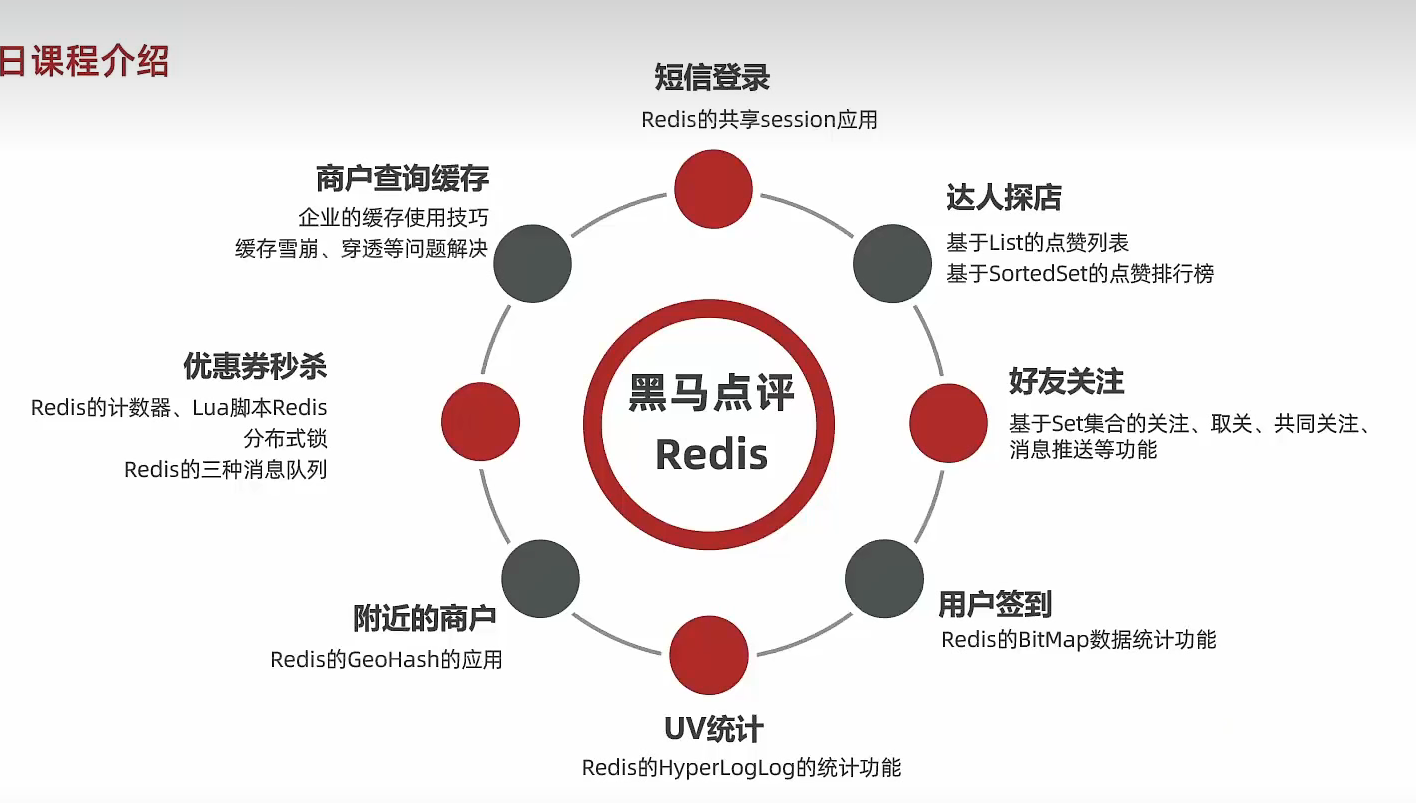 日课程介绍
短信登录
Redis的共享session应用
商户查询缓存
企业的缓存使用技巧
缓存雪崩、穿透等问题解决
达人探店
基于List的点赞列表
基于SortedSet的点赞排行榜
优惠券秒杀
Redis的计数器、Lua脚本Redis
分布式锁
Redis的三种消息队列
黑马点评
Redis
好友关注
基于Set集合的关注、取关、共同关注、
消息推送等功能
附近的商户
Redis的GeoHash的应用
用户签到
Redis的BitMap数据统计功能
UV统计
Redis的HyperLogLog的统计功能